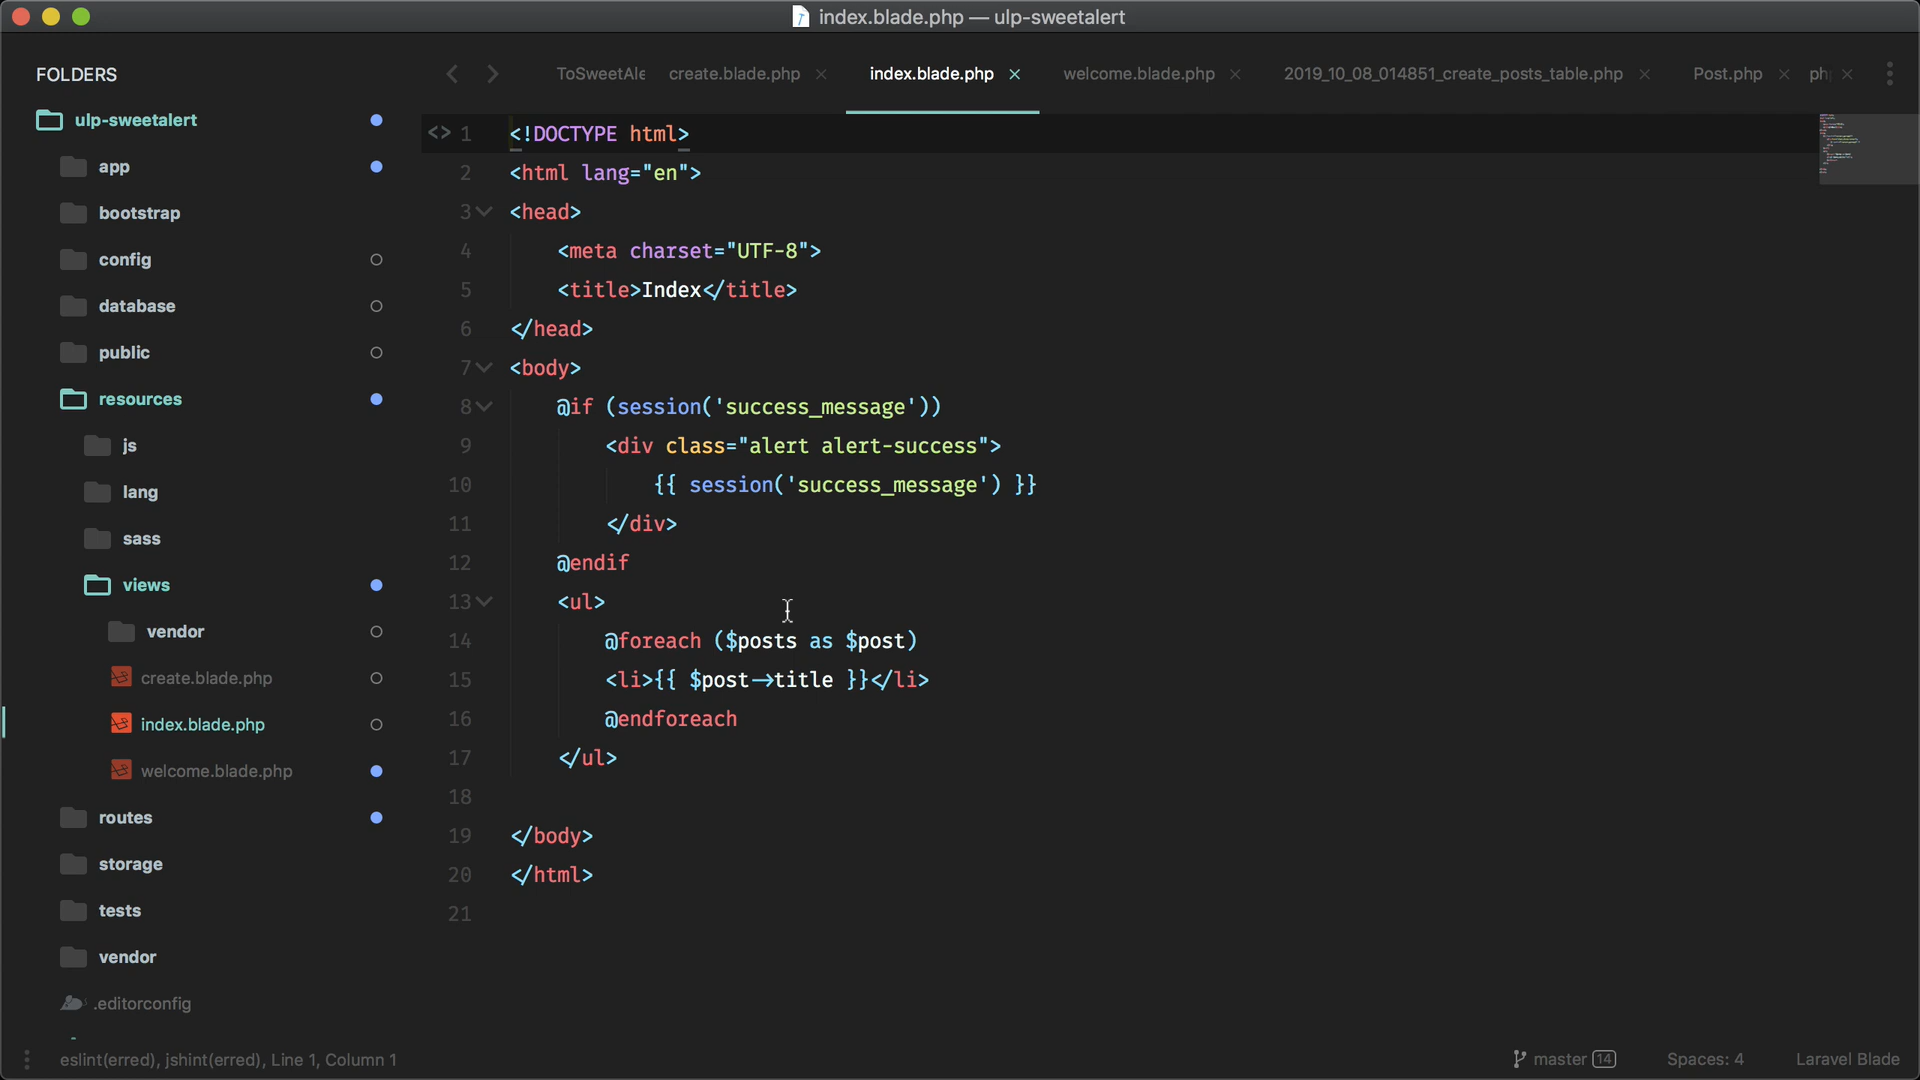 index.blade.php — ulp-sweetalert
FOLDERS
ulp-sweetalert
app
bootstrap
config
database
public
resources
js
lang
sass
views
vendor
create.blade.php
index.blade.php
welcome.blade.php
routes
storage
tests
vendor
.editorconfig
ToSweetAle create.blade.php × index.blade.php × welcome.blade.php × 2019_10_08_014851_create_posts_table.php × Post.php × ph ×
<> 1 <!DOCTYPE html>
2 <html lang="en">
3 <head>
4 <meta charset="UTF-8">
5 <title>Index</title>
6 </head>
7 <body>
8 @if (session('success_message'))
9 <div class="alert alert-success">
10 {{ session('success_message') }}
11 </div>
12 @endif
13 <ul>
14 @foreach ($posts as $post)
15 <li>{{ $post->title }}</li>
16 @endforeach
17 </ul>
18
19 </body>
20 </html>
21
eslint(erred), jshint(erred), Line 1, Column 1
master 14
Spaces: 4
Laravel Blade